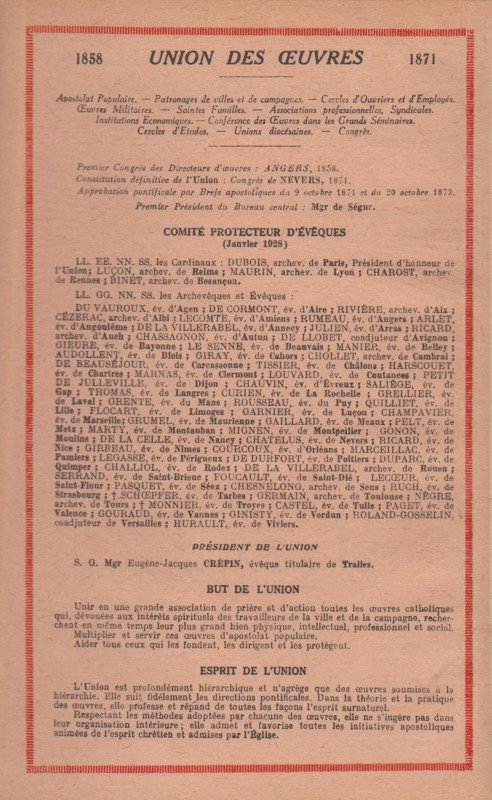 1858 UNION DES ŒUVRES 1871
Apostolat Populaire. — Patronages de villes et de campagnes. — Cercles d'Ouvriers et d'Employés.
Œuvres Militaires. — Saintes Familles. — Associations professionnelles, Syndicales.
Institutions Economiques. — Conférence des Œuvres dans les Grands Séminaires.
Cercles d'Etudes. — Unions diocésaines. — Congrès.
Premier Congrès des Directeurs d'œuvres : ANGERS, 1858.
Constitution définitive de l'Union : Congrès de NEVERS, 1871.
Approbation pontificale par Brefs apostoliques du 9 octobre 1871 et du 20 octobre 1873.
Premier Président du Bureau central : Mgr de Ségur.
COMITÉ PROTECTEUR D'ÉVÊQUES
(Janvier 1928)
LL. EE. NN. SS. les Cardinaux : DUBOIS, archev. de Paris, Président d'honneur de
l'Union; LUÇON, archev. de Reims ; MAURIN, archev. de Lyon ; CHAROST, archev.
de Rennes ; BINET, archev. de Besançon.
LL. GG. NN. SS. les Archevêques et Évêques :
DU VAUROUX, év. d'Agen ; DE CORMONT, év. d'Aire ; RIVIÈRE, archev. d'Aix ;
CÉZERAC, archev. d'Albi ; LECOMTE, év. d'Amiens ; RUMEAU, év. d'Angers ; ARLET,
év. d'Angoulême ; DE LA VILLERABEL, év. d'Annecy ; JULIEN, év. d'Arras ; RICARD,
archev. d'Auch ; CHASSAGNON, év. d'Autun ; DE LLOBET, coadjuteur d'Avignon ;
GIEURE, év. de Bayonne ; LE SENNE, év. de Beauvais ; MANIER, év. de Belley ;
AUDOLLENT, év. de Blois ; GIRAY, év. de Cahors ; CHOLLET, archev. de Cambrai ;
DE BEAUSÉJOUR, év. de Carcassonne ; TISSIER, év. de Châlons ; HARSCOUET,
év. de Chartres ; MARNAS, év. de Clermont ; LOUVARD, év. de Coutances ; PETIT
DE JULLEVILLE, év. de Dijon ; CHAUVIN, év. d'Évreux ; SALIÈGE, év. de
Gap ; THOMAS, év. de Langres ; CURIEN, év. de La Rochelle ; GRELLIER, év.
de Laval ; GRENTE, év. du Mans ; ROUSSEAU, év. du Puy ; QUILLIET, év. de
Lille ; FLOCART, év. de Limoges ; GARNIER, év. de Luçon ; CHAMPAVIER,
év. de Marseille; GRUMEL, év. de Maurienne ; GAILLARD, év. de Meaux ; PELT, év. de
Metz ; MARTY, év. de Montauban ; MIGNEN, év. de Montpellier ; GONON, év. de
Moulins ; DE LA CELLE, év. de Nancy ; CHATELUS, év. de Nevers ; RICARD, év. de
Nice ; GIRBEAU, év. de Nîmes ; COURCOUX, év. d'Orléans ; MARCEILLAC, év. de
Pamiers ; LEGASSE, év. de Périgueux ; DE DURFORT, év. de Poitiers ; DUPARC, év. de
Quimper ; CHALLIOL, év. de Rodez ; DE LA VILLERABEL, archev. de Rouen ;
SERRAND, év. de Saint-Brieuc ; FOUCAULT, év. de Saint-Dié ; LECŒUR, év. de
Saint-Flour ; PASQUET, év. de Sées ; CHESNELONG, archev. de Sens ; RUCH, év. de
Strasbourg ; † SCHŒPFER, év. de Tarbes ; GERMAIN, archev. de Toulouse ; NÈGRE,
archev. de Tours ; † MONNIER, év. de Troyes ; CASTEL, év. de Tulle ; PAGET, év. de
Valence ; GOURAUD, év. de Vannes ; GINISTY, év. de Verdun ; ROLAND-GOSSELIN,
coadjuteur de Versailles ; HURAULT, év. de Viviers.
PRÉSIDENT DE L'UNION
S. G. Mgr Eugène-Jacques CRÉPIN, évêque titulaire de Tralles.
BUT DE L'UNION
Unir en une grande association de prière et d'action toutes les œuvres catholiques
qui, dévouées aux intérêts spirituels des travailleurs de la ville et de la campagne, recher-
chent en même temps leur plus grand bien physique, intellectuel, professionnel et social.
Multiplier et servir ces œuvres d'apostolat populaire.
Aider tous ceux qui les fondent, les dirigent et les protègent.
ESPRIT DE L'UNION
L'Union est profondément hiérarchique et n'agrège que des œuvres soumises à la
hiérarchie. Elle suit fidèlement les directions pontificales. Dans la théorie et la pratique
des œuvres, elle professe et répand de toutes les façons l'esprit surnaturel.
Respectant les méthodes adoptées par chacune des œuvres, elle ne s'ingère pas dans
leur organisation intérieure ; elle admet et favorise toutes les initiatives apostoliques
animées de l'esprit chrétien et admises par l'Église.